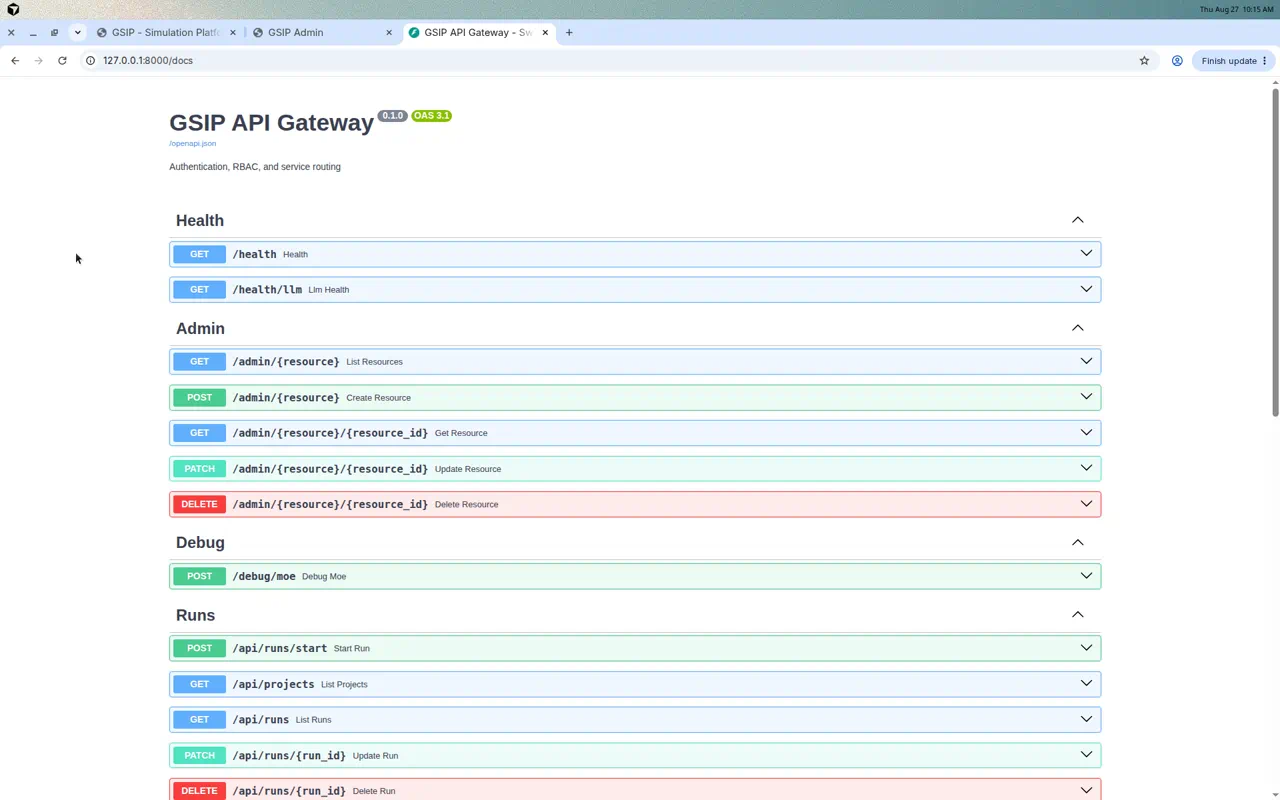 Thu Aug 27 10:15 AM
GSIP - Simulation Platf
GSIP Admin
GSIP API Gateway - Sw
127.0.0.1:8000/docs
Finish update
GSIP API Gateway 0.1.0 OAS 3.1
/openapi.json
Authentication, RBAC, and service routing
Health
GET /health Health
GET /health/llm Llm Health
Admin
GET /admin/{resource} List Resources
POST /admin/{resource} Create Resource
GET /admin/{resource}/{resource_id} Get Resource
PATCH /admin/{resource}/{resource_id} Update Resource
DELETE /admin/{resource}/{resource_id} Delete Resource
Debug
POST /debug/moe Debug Moe
Runs
POST /api/runs/start Start Run
GET /api/projects List Projects
GET /api/runs List Runs
PATCH /api/runs/{run_id} Update Run
DELETE /api/runs/{run_id} Delete Run